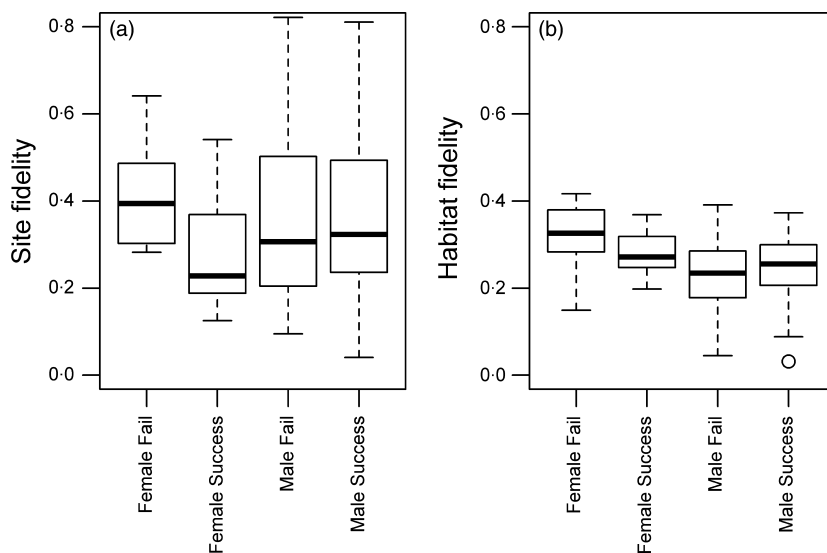 (a)
Site fidelity
0·8
0·6
0·4
0·2
0·0
Female Fail
Female Success
Male Fail
Male Success
(b)
Habitat fidelity
0·8
0·6
0·4
0·2
0·0
Female Fail
Female Success
Male Fail
Male Success